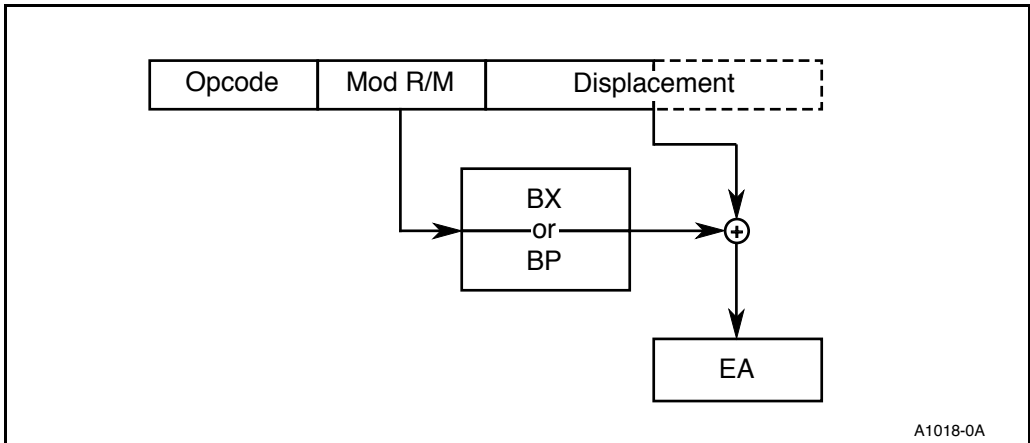 Opcode Mod R/M Displacement
BX
or
BP
+
EA
A1018-0A